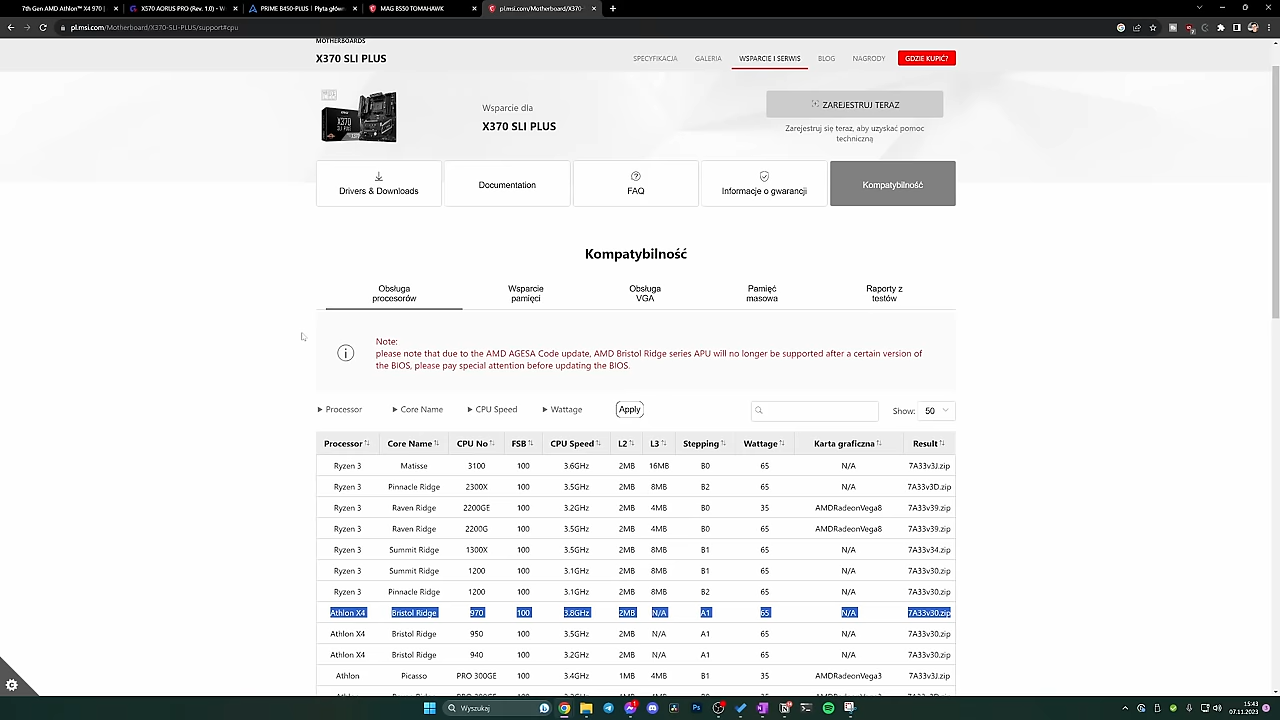 7th Gen AMD Athlon™ X4 970 |
X570 AORUS PRO (Rev. 1.0) - W
PRIME B450-PLUS | Płyta głów
MAG B550 TOMAHAWK
pl.msi.com/Motherboard/X370-
pl.msi.com/Motherboard/X370-SLI-PLUS/support#cpu
MOTHERBOARDS
X370 SLI PLUS
SPECYFIKACJA GALERIA WSPARCIE I SERWIS BLOG NAGRODY GDZIE KUPIĆ?
Wsparcie dla
X370 SLI PLUS
ZAREJESTRUJ TERAZ
Zarejestruj się teraz, aby uzyskać pomoc
techniczną
Drivers & Downloads
Documentation
FAQ
Informacje o gwarancji
Kompatybilność
Kompatybilność
Obsługa
procesorów
Wsparcie
pamięci
Obsługa
VGA
Pamięć
masowa
Raporty z
testów
Note:
please note that due to the AMD AGESA Code update, AMD Bristol Ridge series APU will no longer be supported after a certain version of
the BIOS, please pay special attention before updating the BIOS.
Processor Core Name CPU Speed Wattage Apply Show: 50
Processor Core Name CPU No FSB CPU Speed L2 L3 Stepping Wattage Karta graficzna Result
Ryzen 3 Matisse 3100 100 3.6GHz 2MB 16MB B0 65 N/A 7A33v3J.zip
Ryzen 3 Pinnacle Ridge 2300X 100 3.5GHz 2MB 8MB B2 65 N/A 7A33v3D.zip
Ryzen 3 Raven Ridge 2200GE 100 3.2GHz 2MB 4MB B0 35 AMDRadeonVega8 7A33v39.zip
Ryzen 3 Raven Ridge 2200G 100 3.5GHz 2MB 4MB B0 65 AMDRadeonVega8 7A33v39.zip
Ryzen 3 Summit Ridge 1300X 100 3.5GHz 2MB 8MB B1 65 N/A 7A33v34.zip
Ryzen 3 Summit Ridge 1200 100 3.1GHz 2MB 8MB B1 65 N/A 7A33v30.zip
Ryzen 3 Pinnacle Ridge 1200 100 3.1GHz 2MB 8MB B2 65 N/A 7A33v30.zip
Athlon X4 Bristol Ridge 970 100 3.8GHz 2MB N/A A1 65 N/A 7A33v30.zip
Athlon X4 Bristol Ridge 950 100 3.5GHz 2MB N/A A1 65 N/A 7A33v30.zip
Athlon X4 Bristol Ridge 940 100 3.2GHz 2MB N/A A1 65 N/A 7A33v30.zip
Athlon Picasso PRO 300GE 100 3.4GHz 1MB 4MB B1 35 AMDRadeonVega3 7A33v3J.zip
Wyszukaj
15:43
07.11.2023